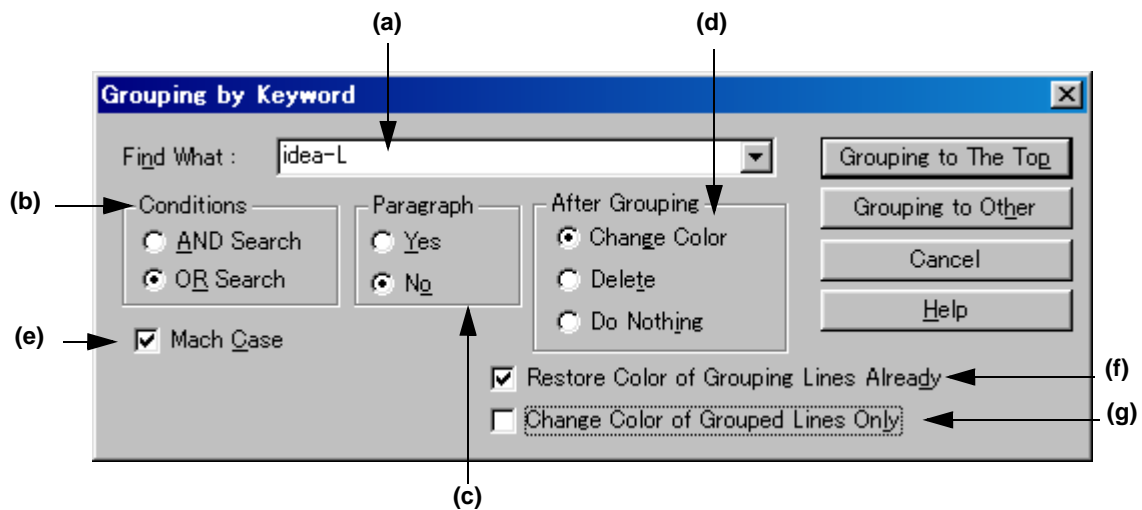 (a)
(d)
Grouping by Keyword
Find What :
idea-L
Grouping to The Top
(b)
Conditions
Paragraph
After Grouping
Grouping to Other
AND Search
Yes
Change Color
Cancel
OR Search
No
Delete
Help
(e)
Mach Case
Do Nothing
Restore Color of Grouping Lines Already
(f)
Change Color of Grouped Lines Only
(g)
(c)